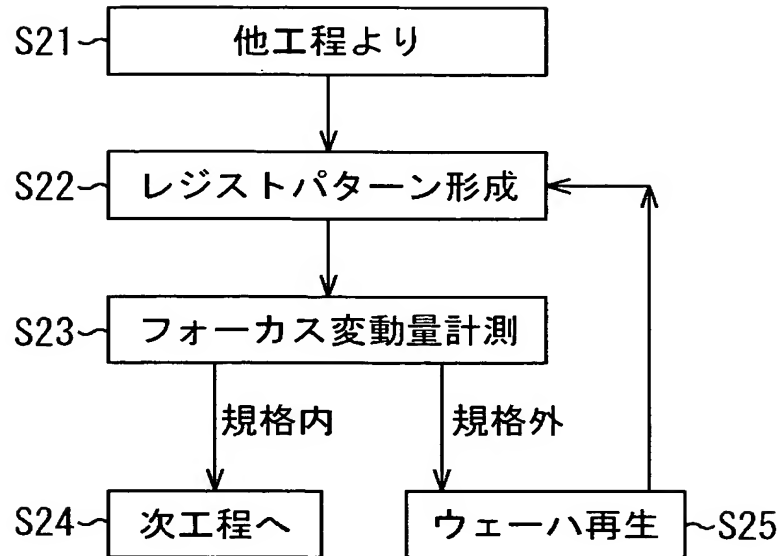 S21 他工程より
S22 レジストパターン形成
S23 フォーカス変動量計測
規格内 規格外
S24 次工程へ ウェーハ再生 S25